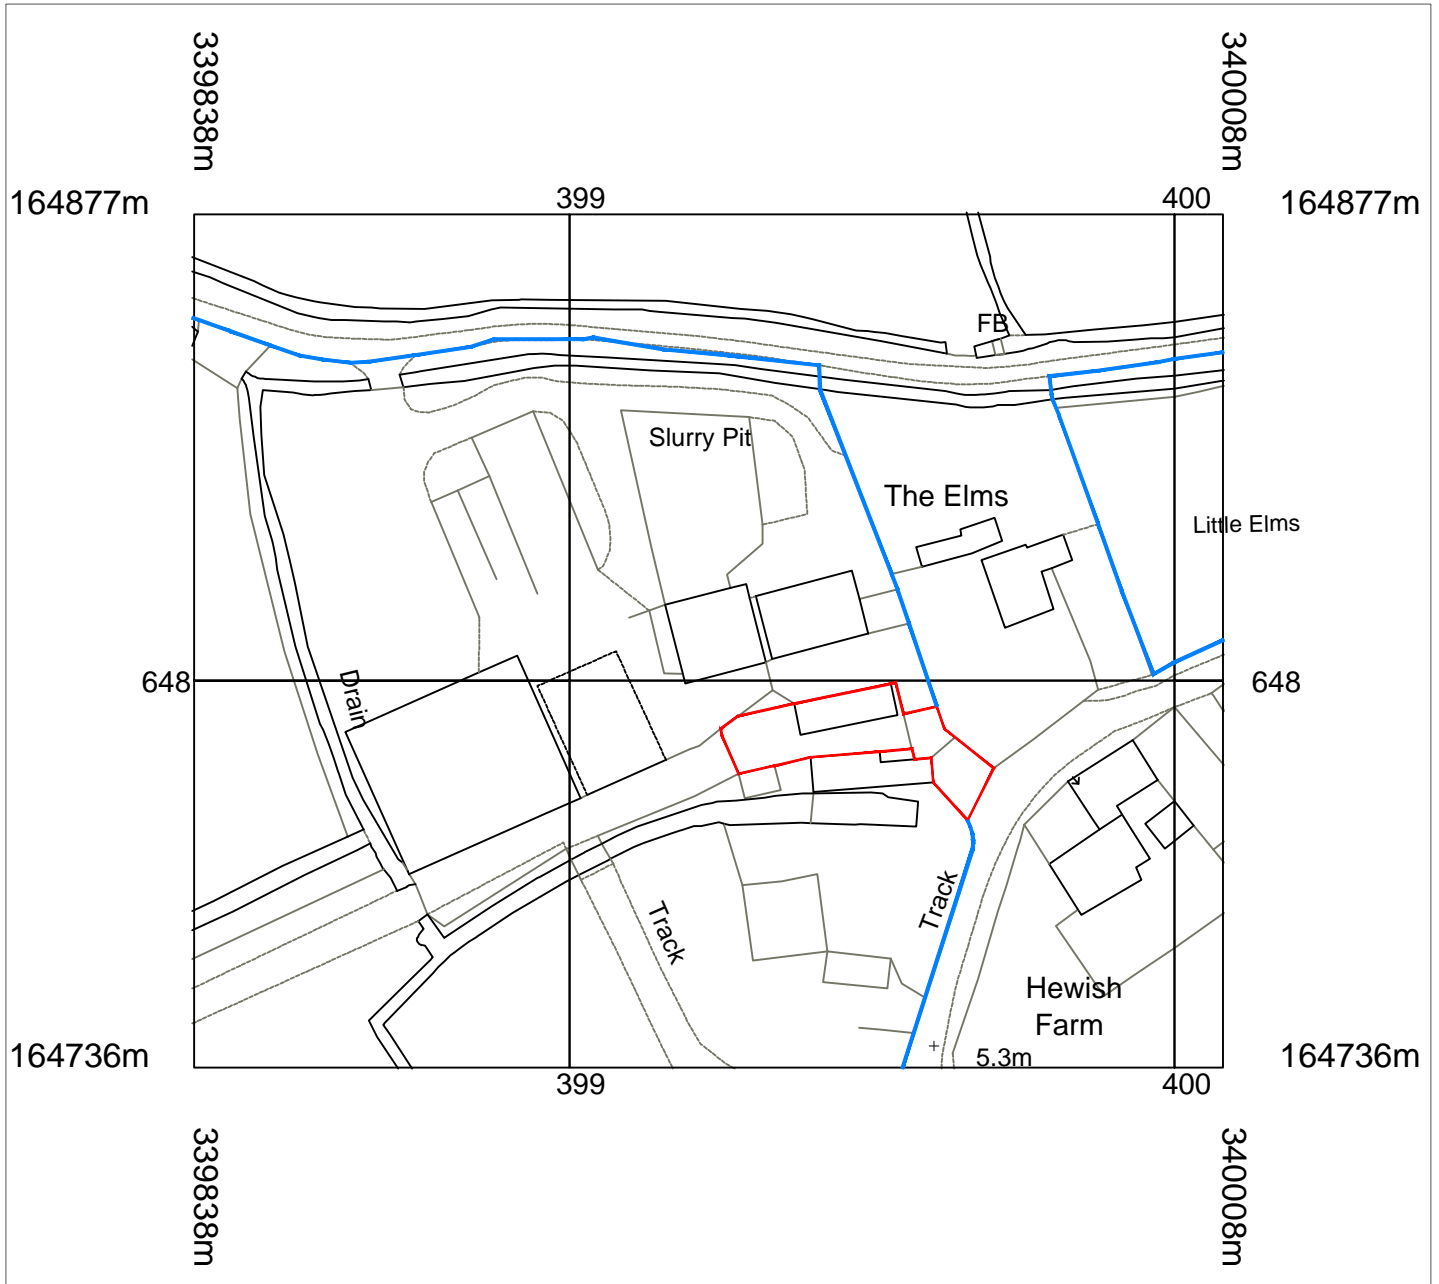 339838m
340008m
164877m
399
400
164877m
FB
Slurry Pit
The Elms
Little Elms
648
Drain
648
Track
Track
Hewish
Farm
5.3m
164736m
399
400
164736m
339838m
340008m